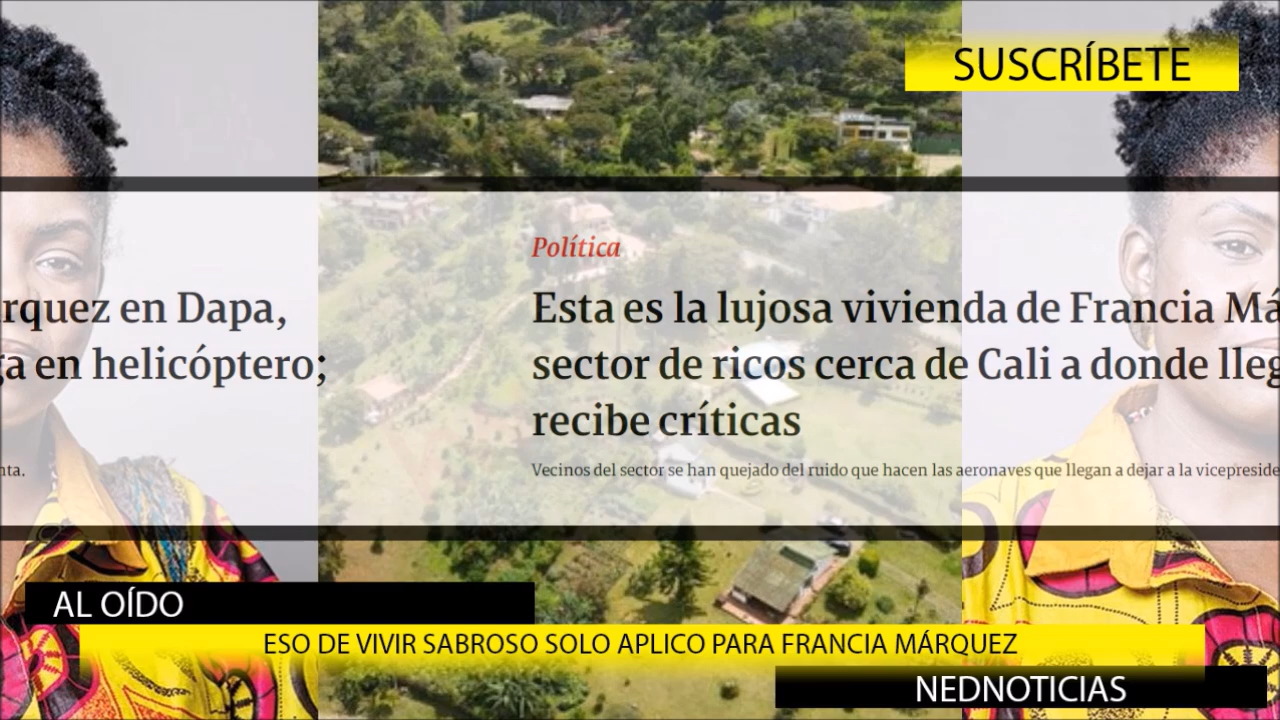 SUSCRÍBETE
Política
rquez en Dapa,
Esta es la lujosa vivienda de Francia Má
ga en helicóptero;
sector de ricos cerca de Cali a donde lleg
recibe críticas
nta.
Vecinos del sector se han quejado del ruido que hacen las aeronaves que llegan a dejar a la vicepreside
AL OÍDO
ESO DE VIVIR SABROSO SOLO APLICO PARA FRANCIA MÁRQUEZ
NEDNOTICIAS